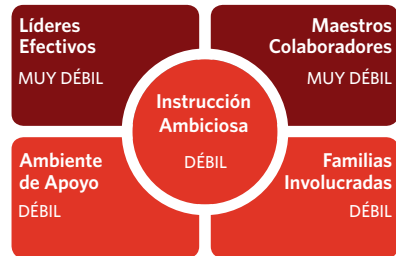 Líderes
Efectivos
MUY DÉBIL
Maestros
Colaboradores
MUY DÉBIL
Instrucción
Ambiciosa
DÉBIL
Ambiente
de Apoyo
DÉBIL
Familias
Involucradas
DÉBIL